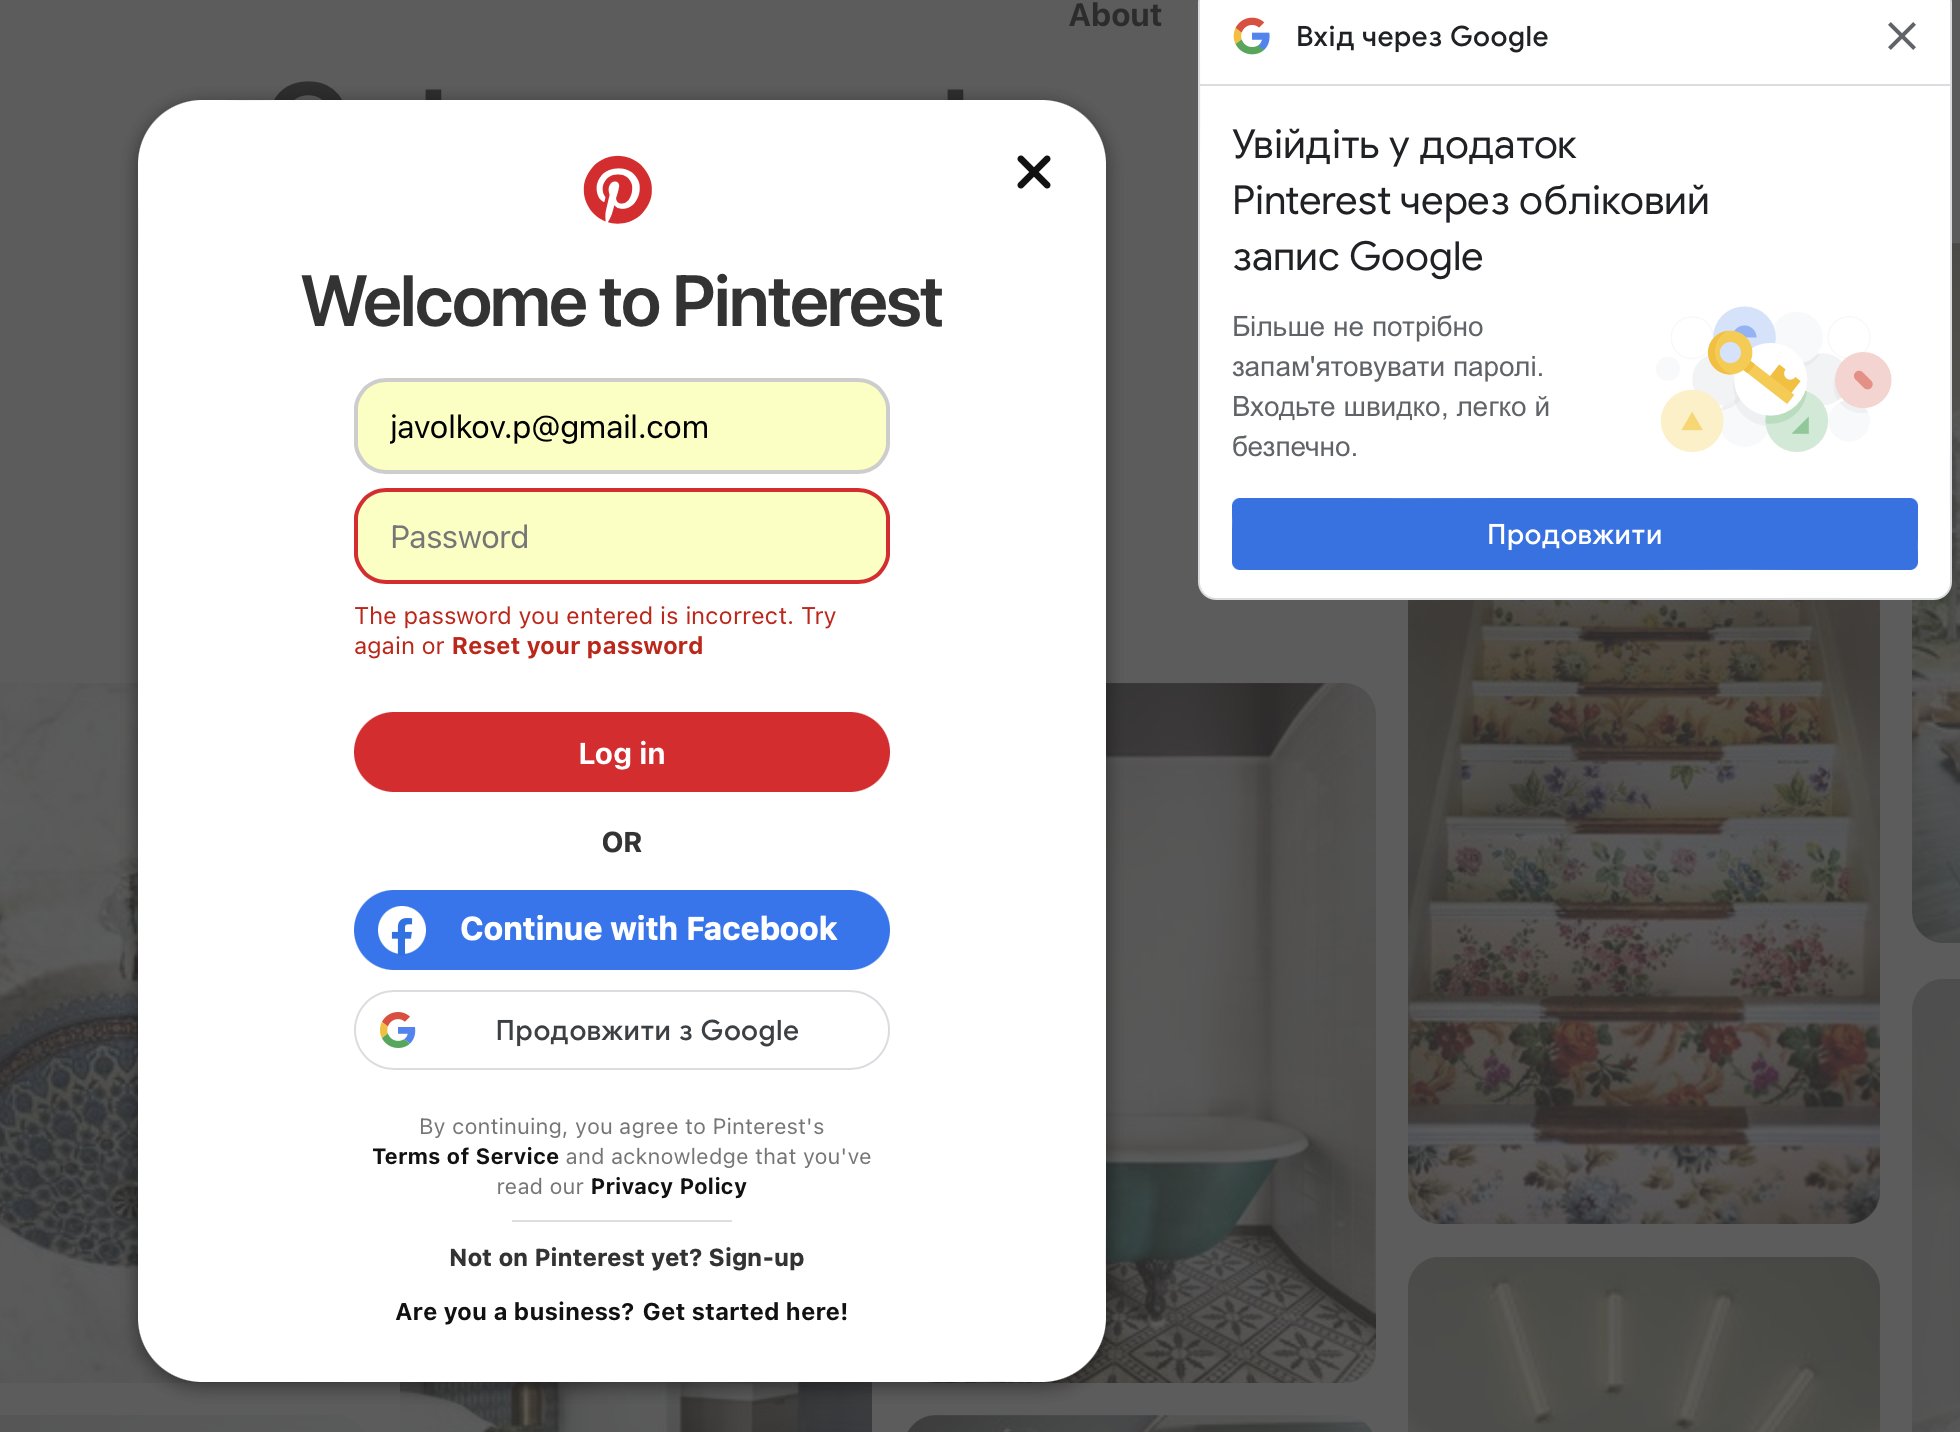 About
Welcome to Pinterest
javolkov.p@gmail.com
Password
The password you entered is incorrect. Try
again or Reset your password
Log in
OR
Continue with Facebook
Продовжити з Google
By continuing, you agree to Pinterest's
Terms of Service and acknowledge that you've
read our Privacy Policy
Not on Pinterest yet? Sign-up
Are you a business? Get started here!
Вхід через Google
Увійдіть у додаток
Pinterest через обліковий
запис Google
Більше не потрібно
запам'ятовувати паролі.
Входьте швидко, легко й
безпечно.
Продовжити